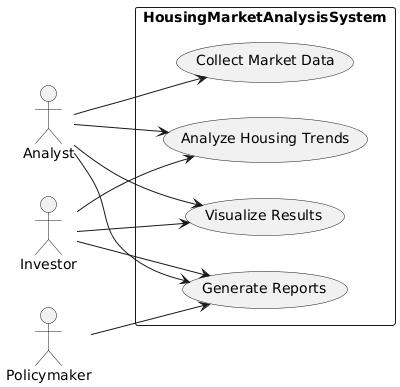 HousingMarketAnalysisSystem
Collect Market Data
Analyst
Analyze Housing Trends
Visualize Results
Investor
Generate Reports
Policymaker